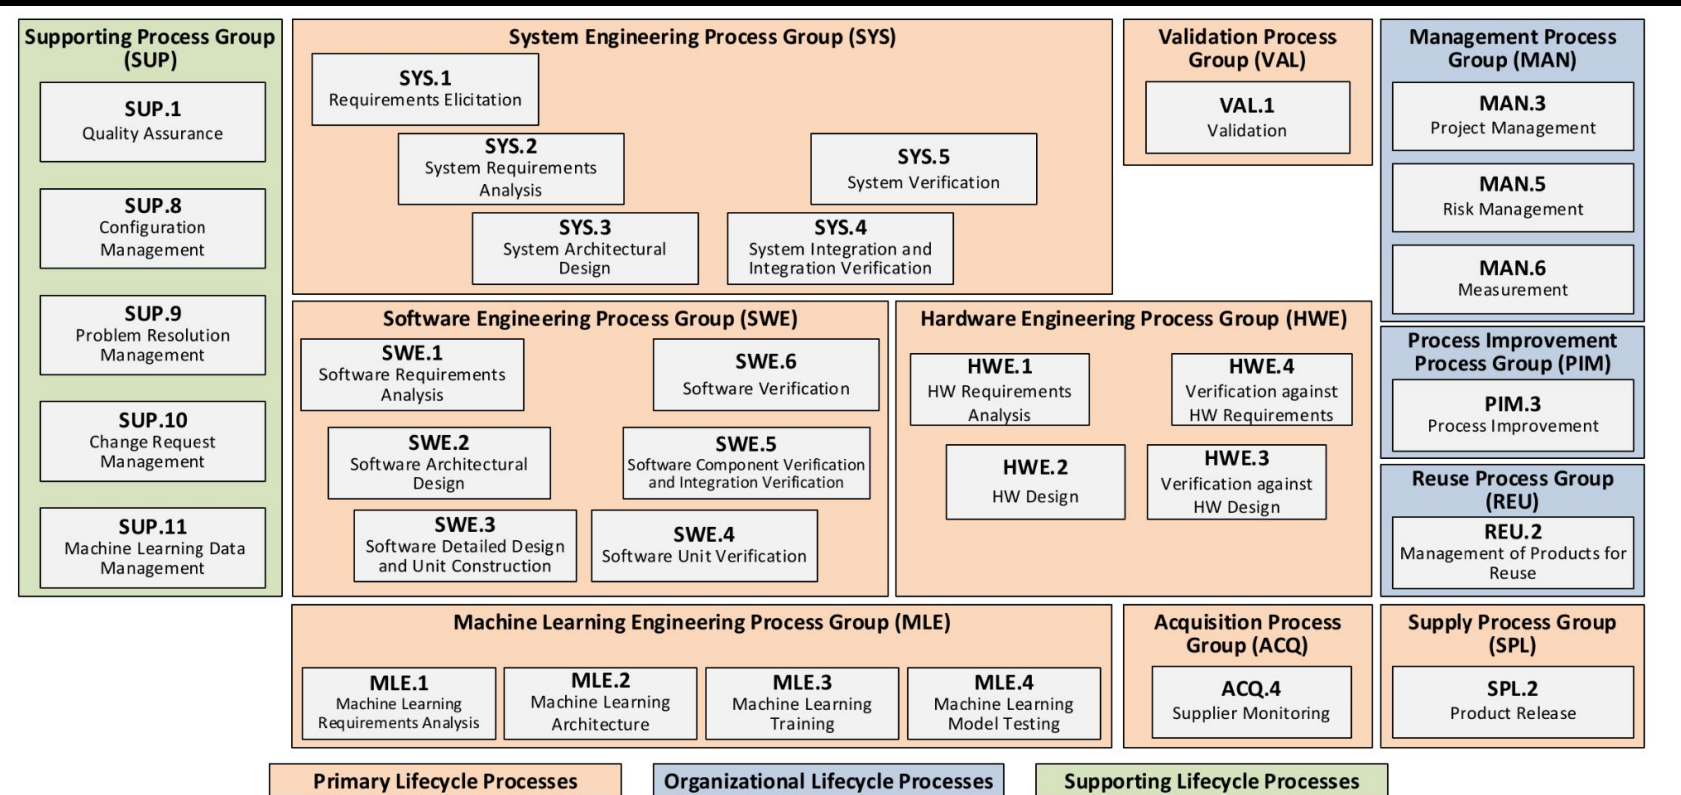 Supporting Process Group
(SUP)
SUP.1
Quality Assurance
SUP.8
Configuration
Management
SUP.9
Problem Resolution
Management
SUP.10
Change Request
Management
SUP.11
Machine Learning Data
Management
System Engineering Process Group (SYS)
SYS.1
Requirements Elicitation
SYS.2
System Requirements
Analysis
SYS.3
System Architectural
Design
SYS.4
System Integration and
Integration Verification
SYS.5
System Verification
Validation Process
Group (VAL)
VAL.1
Validation
Management Process
Group (MAN)
MAN.3
Project Management
MAN.5
Risk Management
MAN.6
Measurement
Software Engineering Process Group (SWE)
SWE.1
Software Requirements
Analysis
SWE.2
Software Architectural
Design
SWE.3
Software Detailed Design
and Unit Construction
SWE.4
Software Unit Verification
SWE.5
Software Component Verification
and Integration Verification
SWE.6
Software Verification
Hardware Engineering Process Group (HWE)
HWE.1
HW Requirements
Analysis
HWE.2
HW Design
HWE.3
Verification against
HW Design
HWE.4
Verification against
HW Requirements
Process Improvement
Process Group (PIM)
PIM.3
Process Improvement
Reuse Process Group
(REU)
REU.2
Management of Products for
Reuse
Machine Learning Engineering Process Group (MLE)
MLE.1
Machine Learning
Requirements Analysis
MLE.2
Machine Learning
Architecture
MLE.3
Machine Learning
Training
MLE.4
Machine Learning
Model Testing
Acquisition Process
Group (ACQ)
ACQ.4
Supplier Monitoring
Supply Process Group
(SPL)
SPL.2
Product Release
Primary Lifecycle Processes
Organizational Lifecycle Processes
Supporting Lifecycle Processes